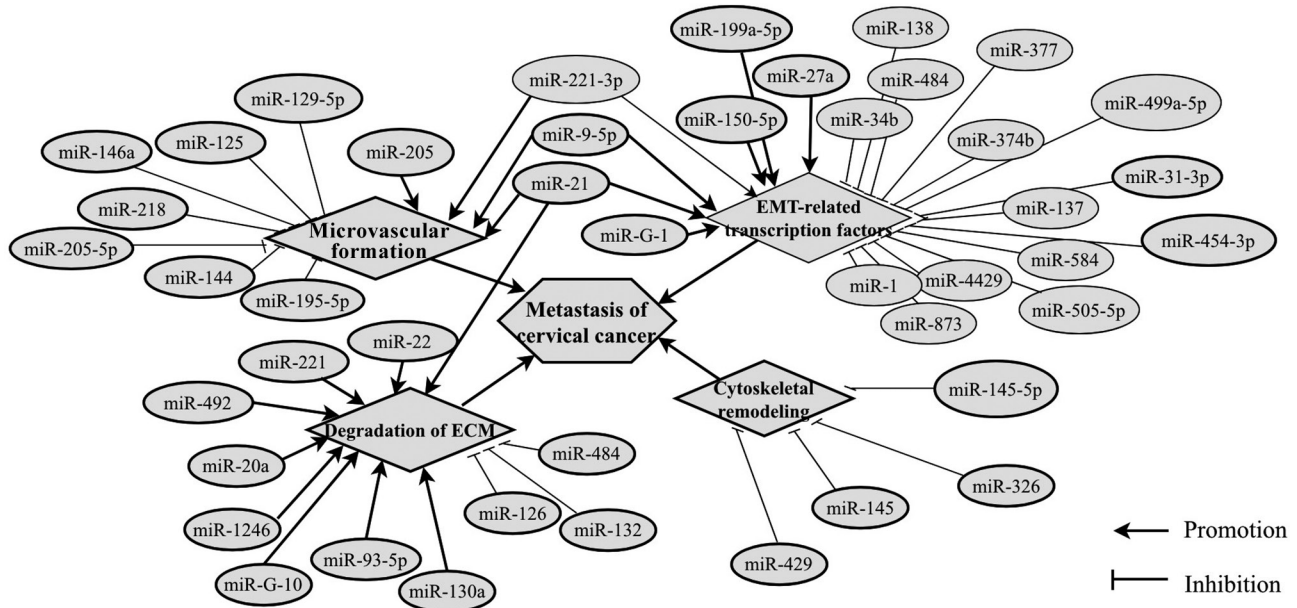 miR-199a-5p
miR-138
miR-377
miR-221-3p
miR-27a
miR-484
miR-129-5p
miR-499a-5p
miR-150-5p
miR-34b
miR-9-5p
miR-374b
miR-125
miR-146a
miR-205
miR-21
miR-31-3p
miR-218
miR-137
EMT-related
transcription factors
Microvascular
formation
miR-G-1
miR-205-5p
miR-454-3p
miR-584
miR-144
miR-1
miR-4429
miR-195-5p
miR-505-5p
Metastasis of
cervical cancer
miR-873
miR-22
miR-221
Cytoskeletal
remodeling
miR-145-5p
miR-492
Degradation of ECM
miR-484
miR-20a
miR-326
miR-145
miR-126
miR-1246
miR-132
Promotion
miR-93-5p
miR-429
miR-G-10
miR-130a
Inhibition